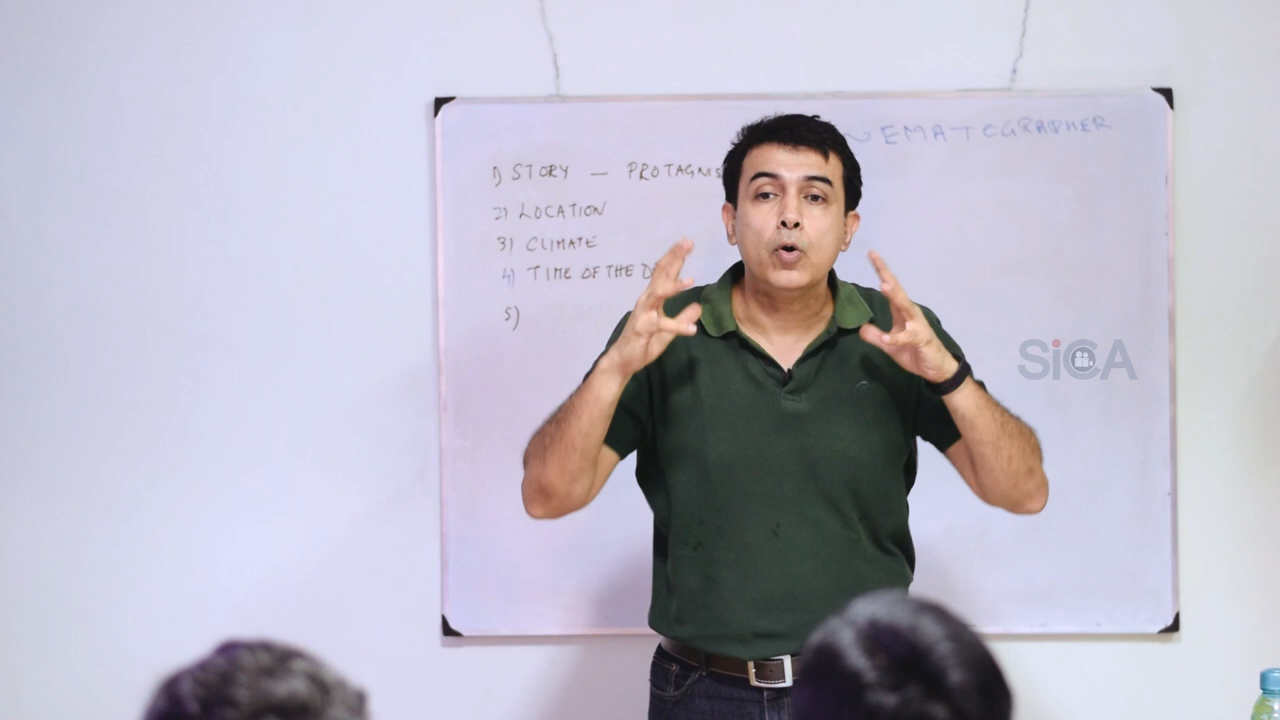 EMATOGRAPHER
1) STORY — PROTAGNIS
2) LOCATION
3) CLIMATE
4) TIME OF THE D
5)
SiCA